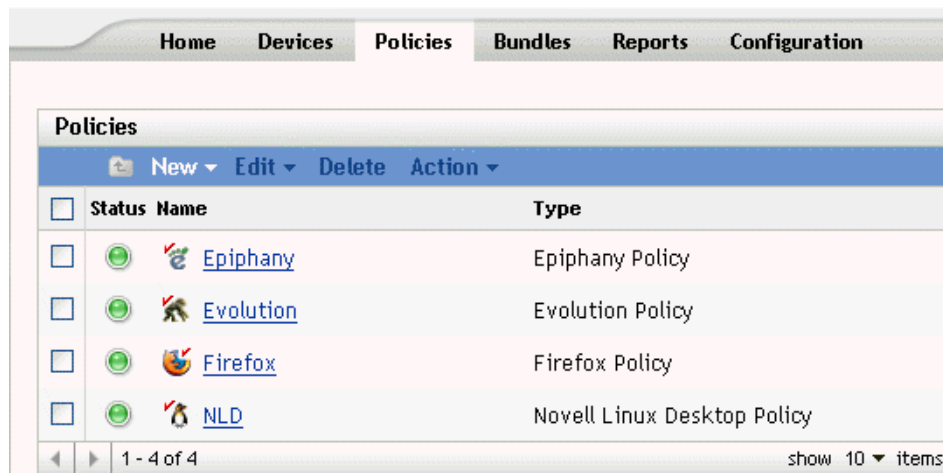 Home Devices Policies Bundles Reports Configuration
Policies
New Edit Delete Action
Status Name Type
Epiphany Epiphany Policy
Evolution Evolution Policy
Firefox Firefox Policy
NLD Novell Linux Desktop Policy
1 - 4 of 4 show 10 items